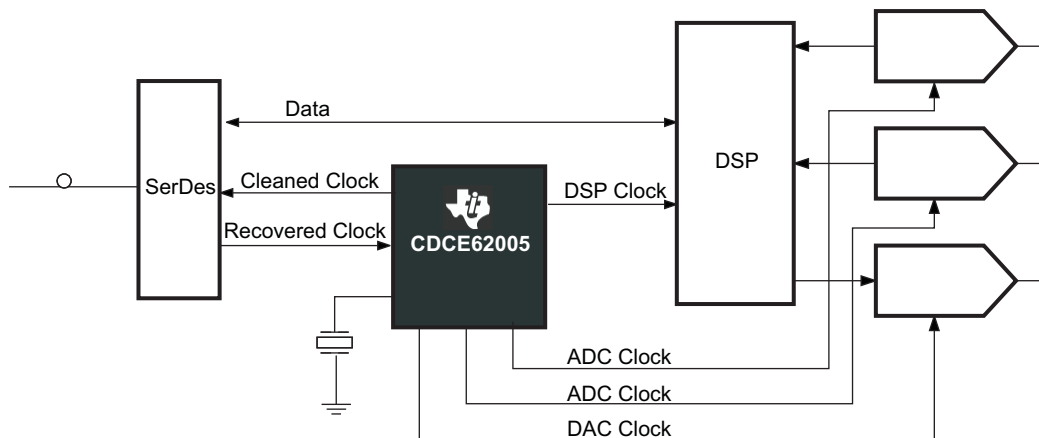 Data
SerDes
Cleaned Clock
Recovered Clock
CDCE62005
DSP Clock
DSP
ADC Clock
ADC Clock
DAC Clock